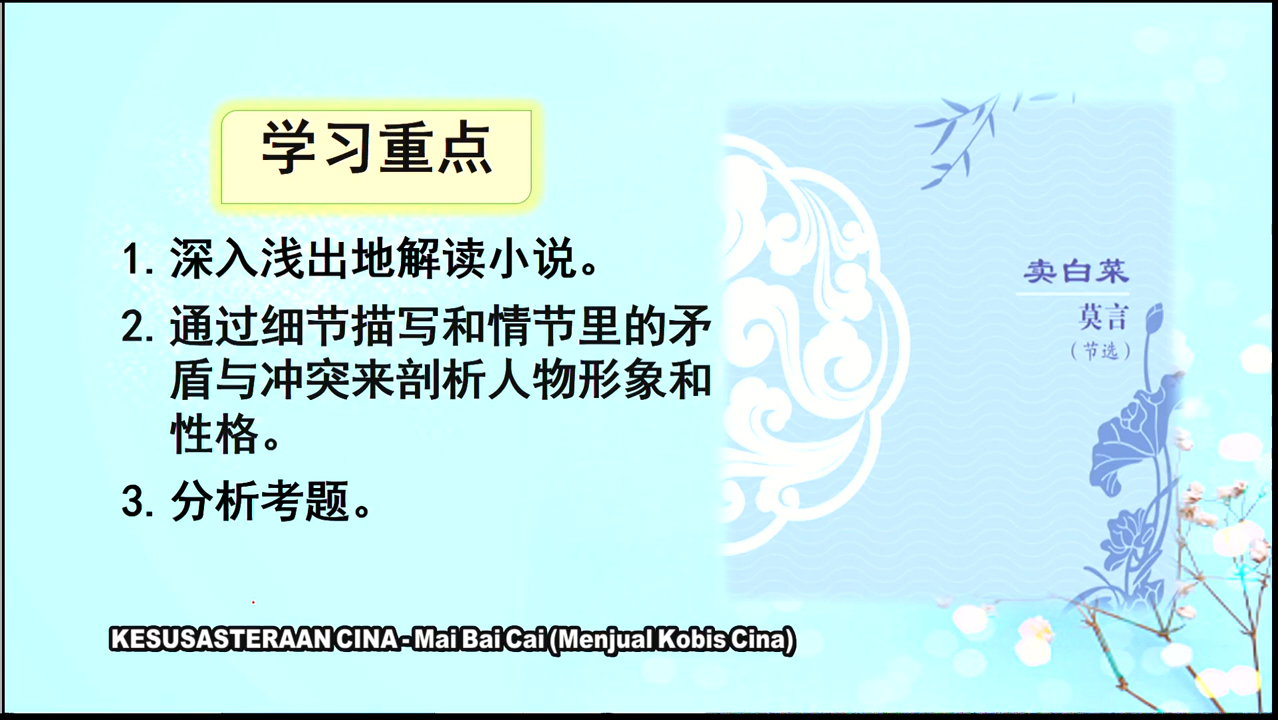 学习重点
1. 深入浅出地解读小说。
2. 通过细节描写和情节里的矛
盾与冲突来剖析人物形象和
性格。
3. 分析考题。
卖白菜
莫言
（节选）
KESUSASTERAAN CINA - Mai Bai Cai (Menjual Kobis Cina)